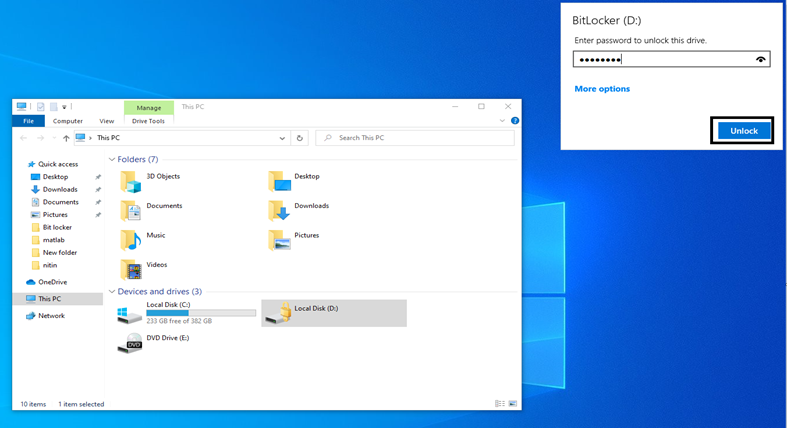 BitLocker (D:)
Enter password to unlock this drive.
••••••••
More options
Unlock
Manage
This PC
File
Computer
View
Drive Tools
This PC
Search This PC
Quick access
Desktop
Downloads
Documents
Pictures
Bit locker
matlab
New folder
nitin
OneDrive
This PC
Network
Folders (7)
3D Objects
Desktop
Documents
Downloads
Music
Pictures
Videos
Devices and drives (3)
Local Disk (C:)
233 GB free of 382 GB
Local Disk (D:)
DVD Drive (E:)
DVD
10 items
1 item selected